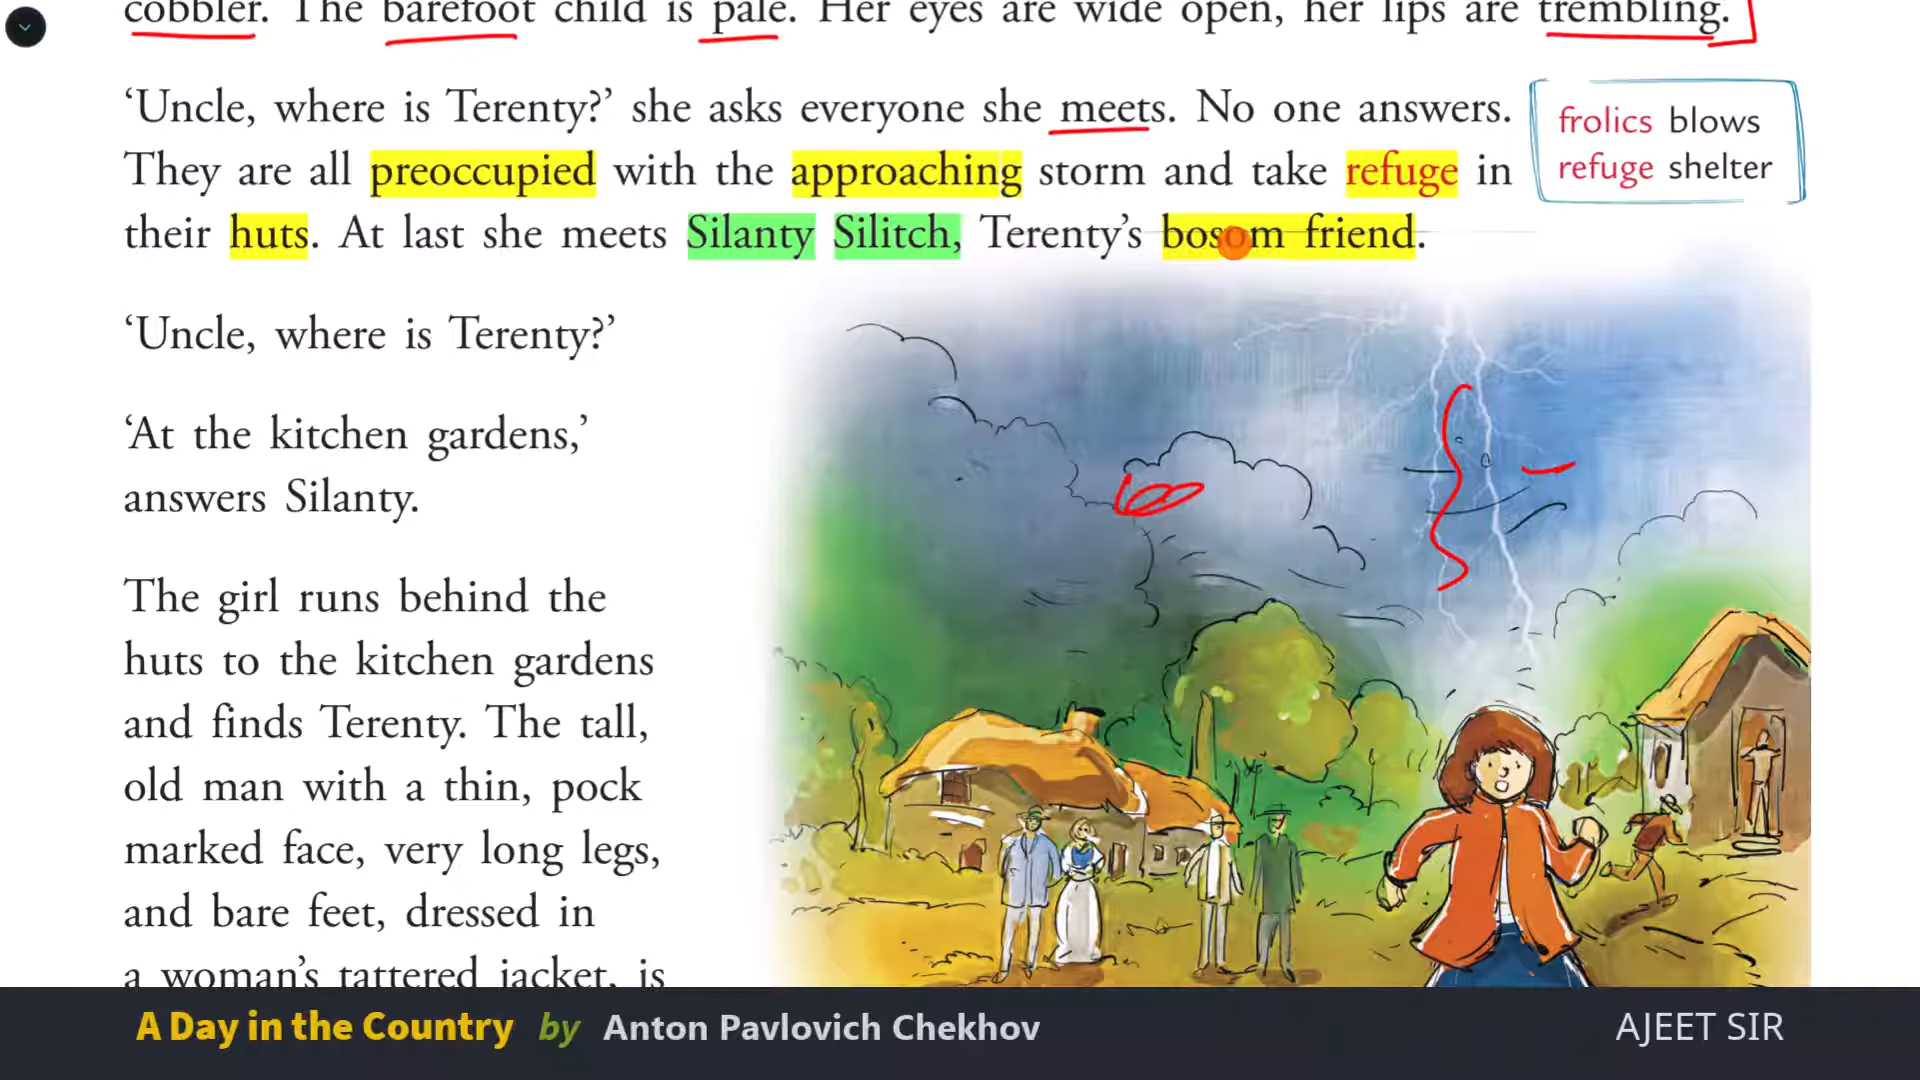 cobbler. The barefoot child is pale. Her eyes are wide open, her lips are trembling.
‘Uncle, where is Terenty?’ she asks everyone she meets. No one answers.
They are all preoccupied with the approaching storm and take refuge in
their huts. At last she meets Silanty Silitch, Terenty’s bosom friend.
frolics blows
refuge shelter
‘Uncle, where is Terenty?’
‘At the kitchen gardens,’
answers Silanty.
The girl runs behind the
huts to the kitchen gardens
and finds Terenty. The tall,
old man with a thin, pock
marked face, very long legs,
and bare feet, dressed in
a woman’s tattered jacket, is
A Day in the Country by Anton Pavlovich Chekhov
AJEET SIR